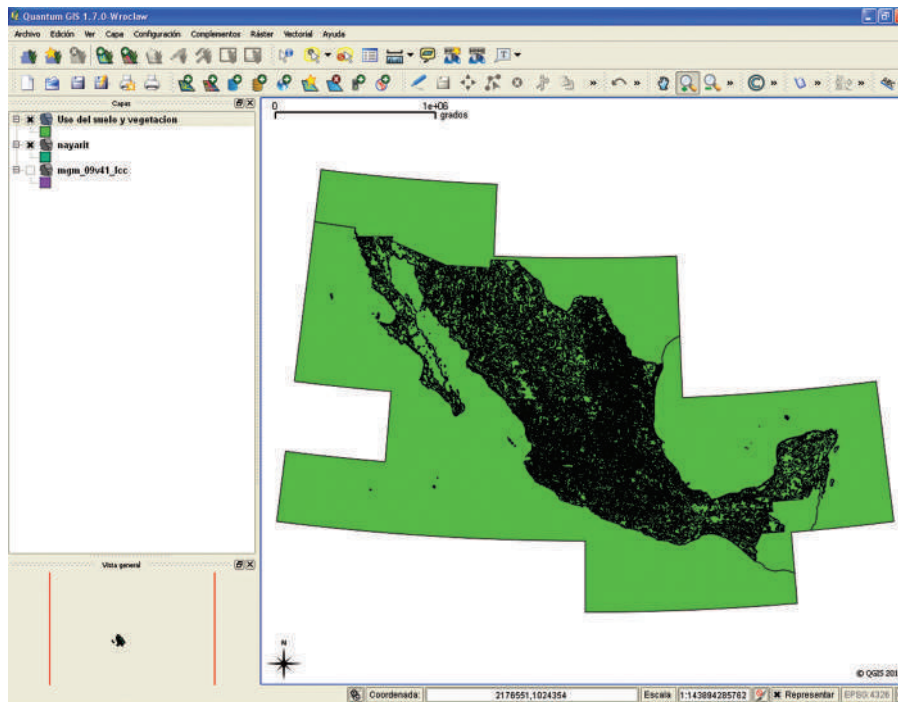 Quantum GIS 1.7.0-Wroclaw
Archivo Edición Ver Capa Configuración Complementos Ráster Vectorial Ayuda
Capas
Uso del suelo y vegetacion
nayarit
mgm_09v41_lcc
0 1e+06
grados
Vista general
N
© QGIS 201
Coordenada: 2176551,1024354 Escala 1:143894285762 Representar EPSG:4326